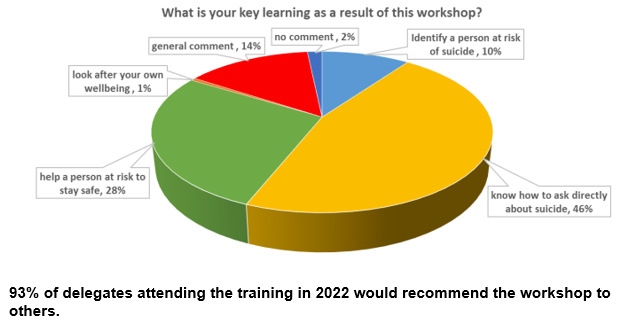 What is your key learning as a result of this workshop?
no comment , 2%
general comment , 14%
Identify a person at risk
of suicide, 10%
look after your own
wellbeing , 1%
help a person at risk to
stay safe, 28%
know how to ask directly
about suicide, 46%
93% of delegates attending the training in 2022 would recommend the workshop to
others.